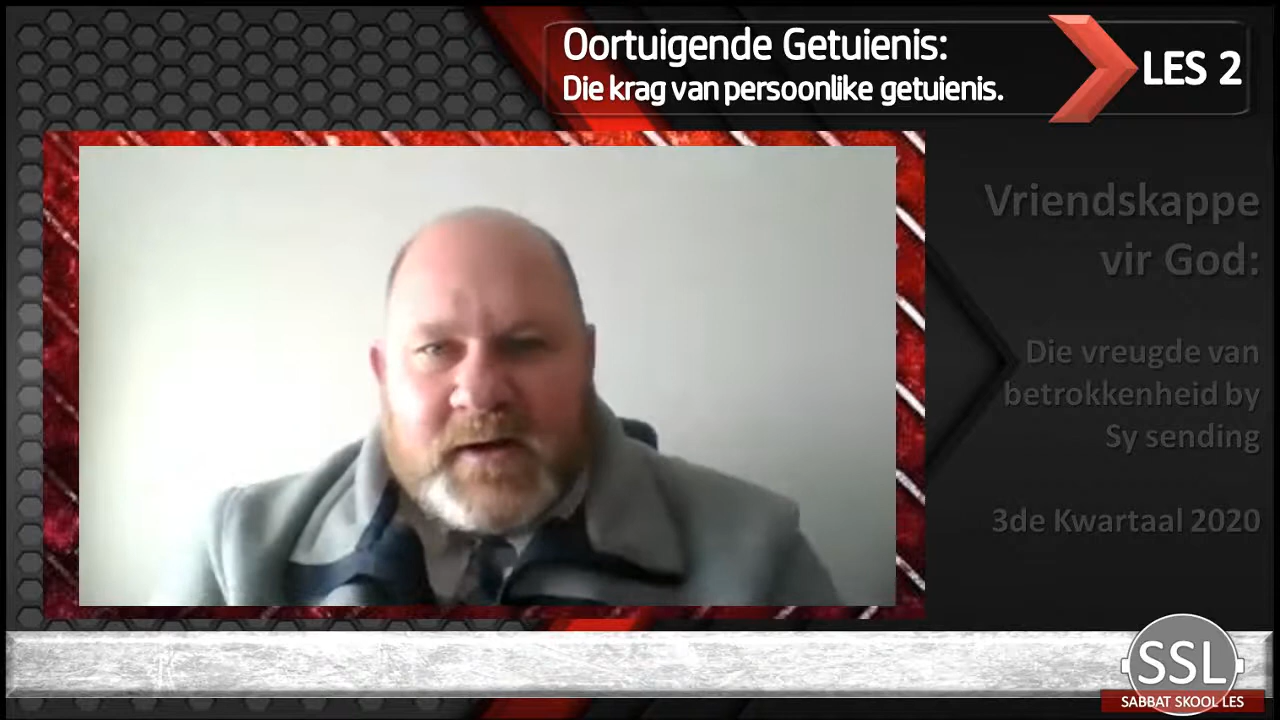 Oortuigende Getuienis:
Die krag van persoonlike getuienis.
LES 2
Vriendskappe
vir God:
Die vreugde van
betrokkenheid by
Sy sending
3de Kwartaal 2020
SSL
SABBAT SKOOL LES